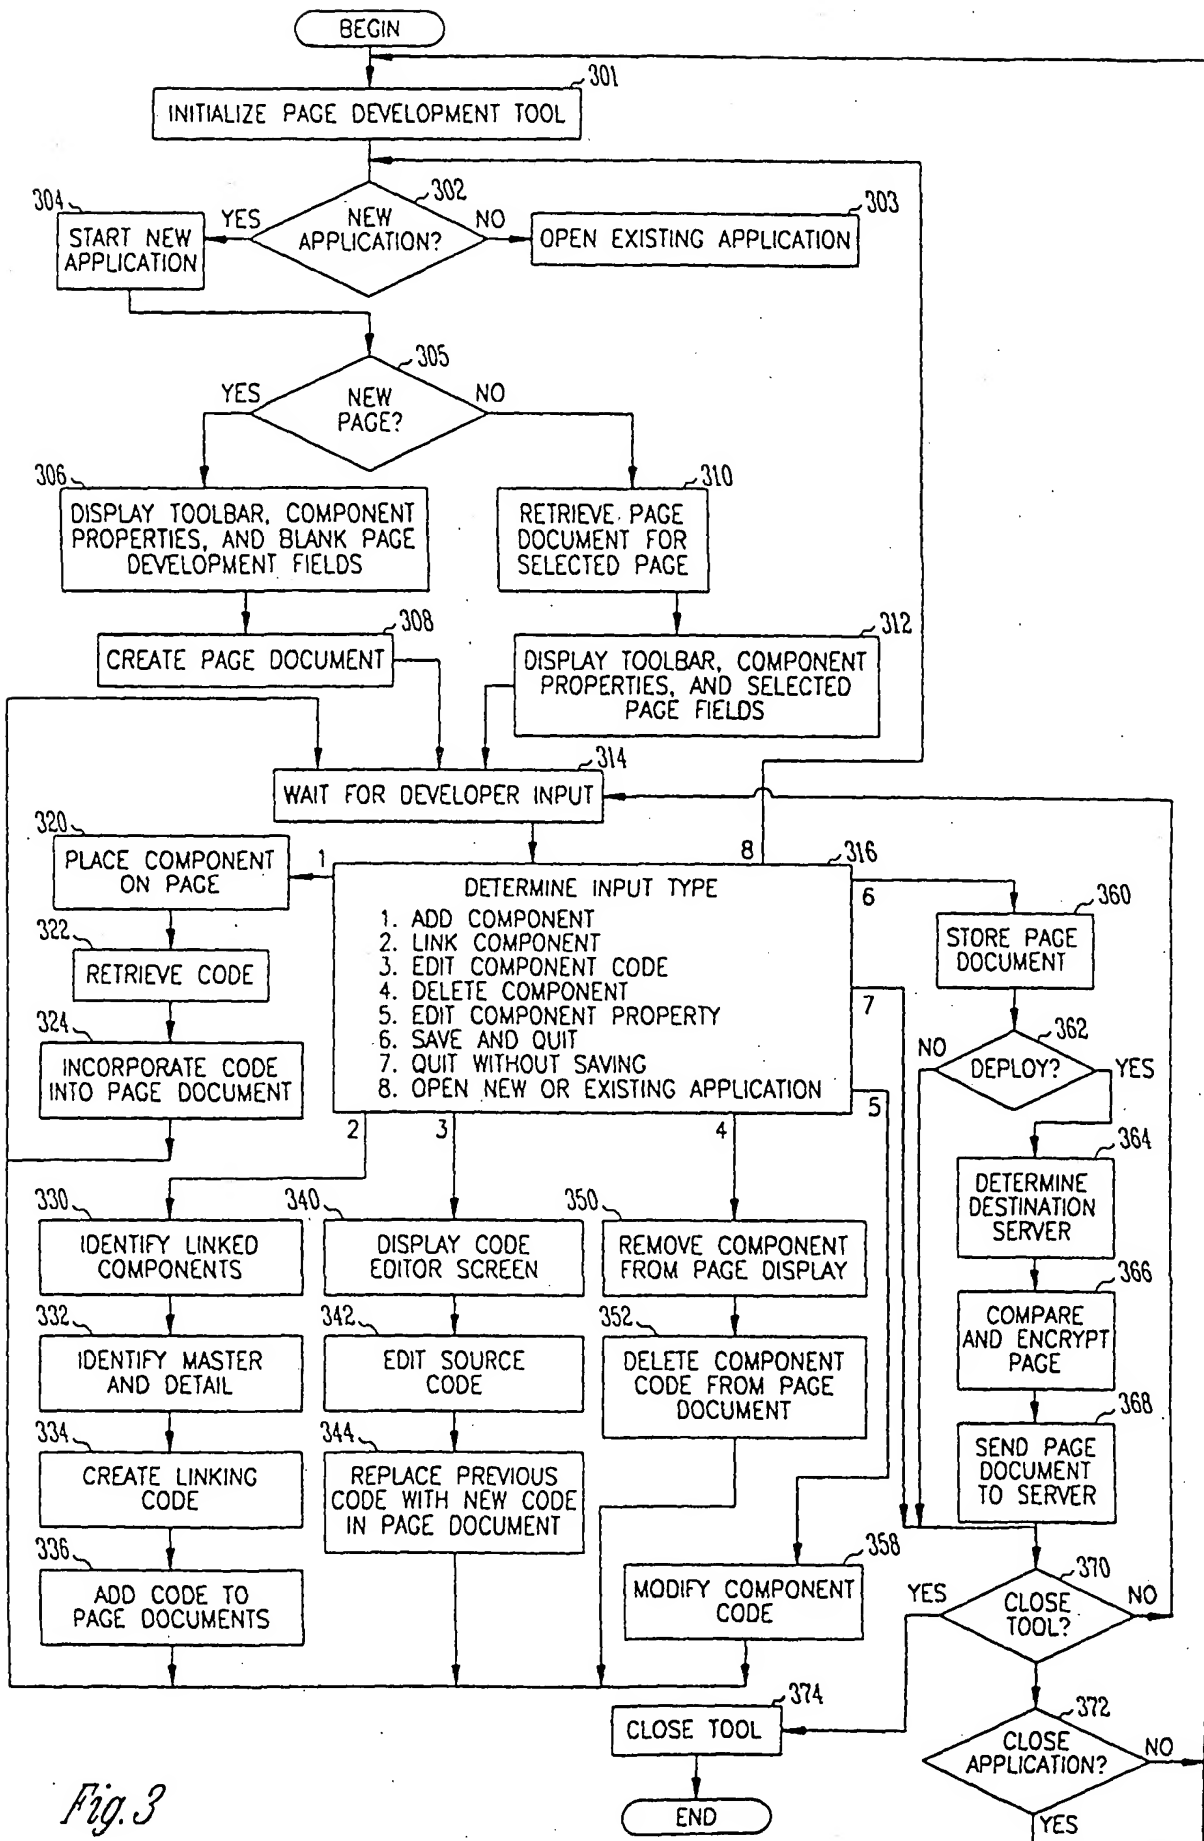 BEGIN
301
INITIALIZE PAGE DEVELOPMENT TOOL
302
304
303
YES
NEW
APPLICATION?
NO
START NEW
APPLICATION
OPEN EXISTING APPLICATION
305
YES
NEW
PAGE?
NO
306
DISPLAY TOOLBAR, COMPONENT
PROPERTIES, AND BLANK PAGE
DEVELOPMENT FIELDS
310
RETRIEVE PAGE
DOCUMENT FOR
SELECTED PAGE
308
CREATE PAGE DOCUMENT
312
DISPLAY TOOLBAR, COMPONENT
PROPERTIES, AND SELECTED
PAGE FIELDS
314
WAIT FOR DEVELOPER INPUT
320
PLACE COMPONENT
ON PAGE
1
8
316
6
DETERMINE INPUT TYPE
1. ADD COMPONENT
2. LINK COMPONENT
3. EDIT COMPONENT CODE
4. DELETE COMPONENT
5. EDIT COMPONENT PROPERTY
6. SAVE AND QUIT
7. QUIT WITHOUT SAVING
8. OPEN NEW OR EXISTING APPLICATION
7
5
2
3
4
322
RETRIEVE CODE
324
INCORPORATE CODE
INTO PAGE DOCUMENT
360
STORE PAGE
DOCUMENT
362
NO
DEPLOY?
YES
364
DETERMINE
DESTINATION
SERVER
366
COMPARE
AND ENCRYPT
PAGE
368
SEND PAGE
DOCUMENT
TO SERVER
330
IDENTIFY LINKED
COMPONENTS
332
IDENTIFY MASTER
AND DETAIL
334
CREATE LINKING
CODE
336
ADD CODE TO
PAGE DOCUMENTS
340
DISPLAY CODE
EDITOR SCREEN
342
EDIT SOURCE
CODE
344
REPLACE PREVIOUS
CODE WITH NEW CODE
IN PAGE DOCUMENT
350
REMOVE COMPONENT
FROM PAGE DISPLAY
352
DELETE COMPONENT
CODE FROM PAGE
DOCUMENT
358
MODIFY COMPONENT
CODE
370
YES
CLOSE
TOOL?
NO
374
CLOSE TOOL
372
CLOSE
APPLICATION?
NO
YES
END
Fig. 3